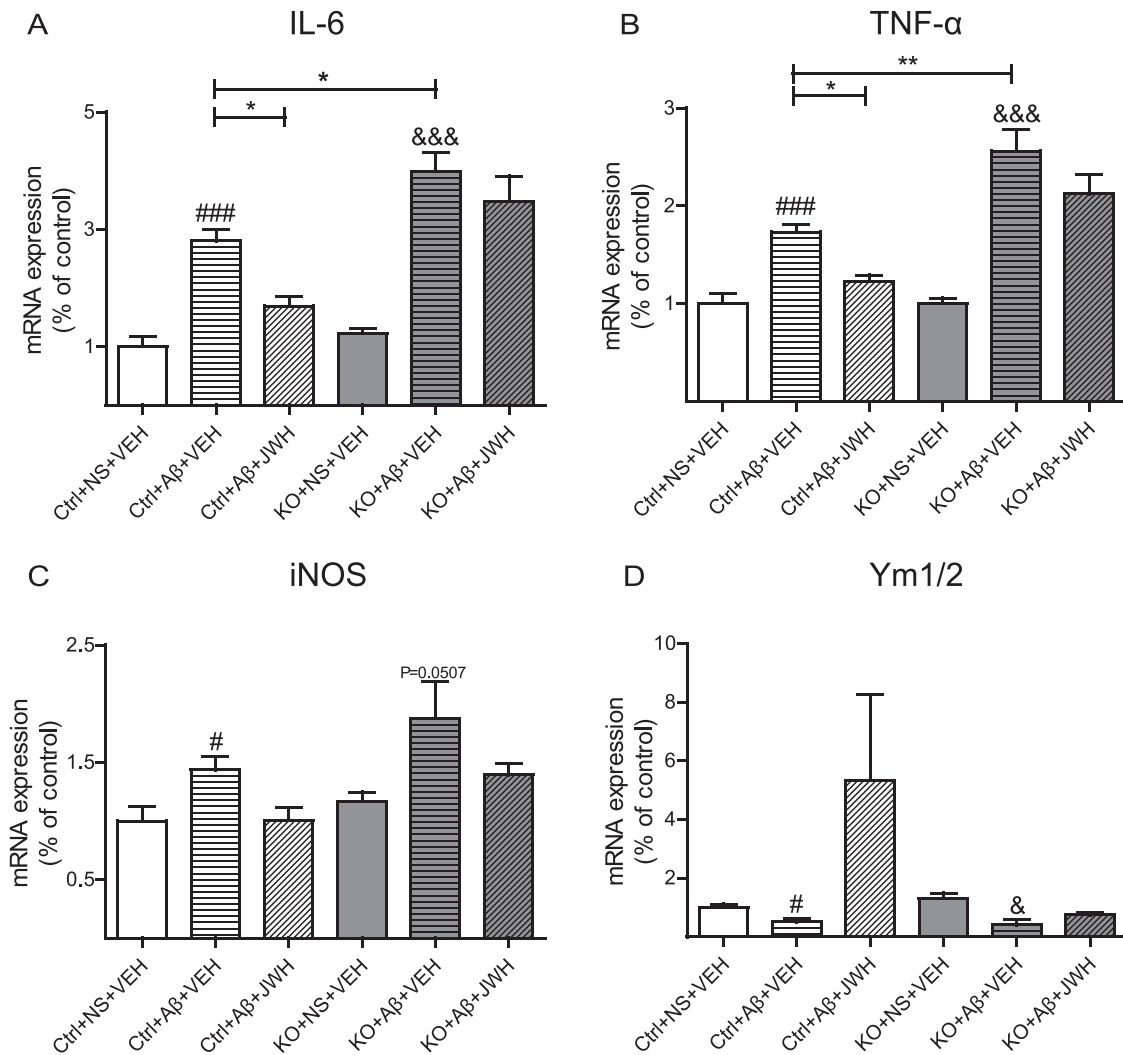 A
IL-6
*
*
5
&&&
###
3
1
mRNA expression
(% of control)
Ctrl+NS+VEH
Ctrl+Aβ+VEH
Ctrl+Aβ+JWH
KO+NS+VEH
KO+Aβ+VEH
KO+Aβ+JWH
B
TNF-α
**
*
3
&&&
###
2
1
mRNA expression
(% of control)
Ctrl+NS+VEH
Ctrl+Aβ+VEH
Ctrl+Aβ+JWH
KO+NS+VEH
KO+Aβ+VEH
KO+Aβ+JWH
C
iNOS
2.5
P=0.0507
#
1.5
0.5
mRNA expression
(% of control)
Ctrl+NS+VEH
Ctrl+Aβ+VEH
Ctrl+Aβ+JWH
KO+NS+VEH
KO+Aβ+VEH
KO+Aβ+JWH
D
Ym1/2
10
8
6
4
2
#
&
mRNA expression
(% of control)
Ctrl+NS+VEH
Ctrl+Aβ+VEH
Ctrl+Aβ+JWH
KO+NS+VEH
KO+Aβ+VEH
KO+Aβ+JWH